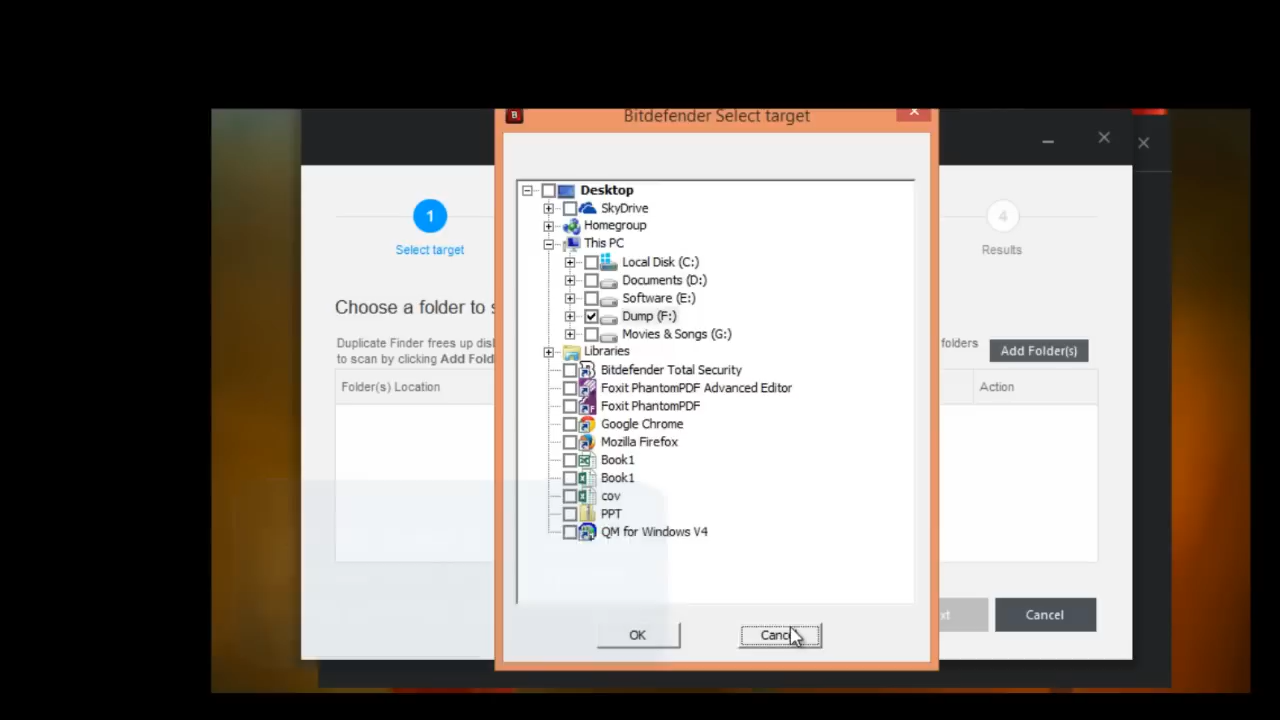 Bitdefender Select target
1
Select target
4
Results
Desktop
SkyDrive
Homegroup
This PC
Local Disk (C:)
Documents (D:)
Software (E:)
Dump (F:)
Movies & Songs (G:)
Libraries
Bitdefender Total Security
Foxit PhantomPDF Advanced Editor
Foxit PhantomPDF
Google Chrome
Mozilla Firefox
Book1
Book1
cov
PPT
QM for Windows V4
OK
Canc
Choose a folder to s
Duplicate Finder frees up dis
folders
to scan by clicking Add Fold
Add Folder(s)
Folder(s) Location
Action
xt
Cancel